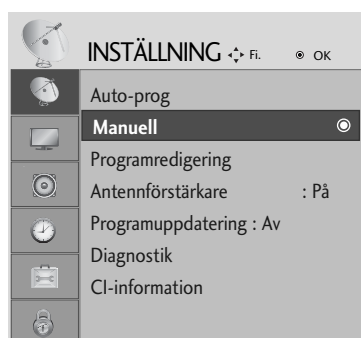 INSTÄLLNING Fi. OK
Auto-prog
Manuell
Programredigering
Antennförstärkare : På
Programuppdatering : Av
Diagnostik
CI-information